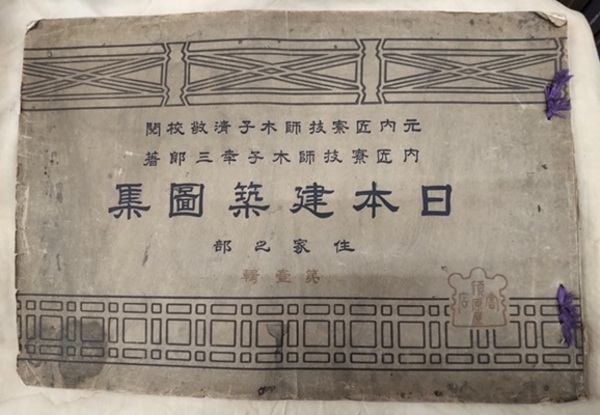 元内匠寮技師木子清敬校閲
内匠寮技師木子幸三郎著
日本建築圖集
住家之部
第壹輯